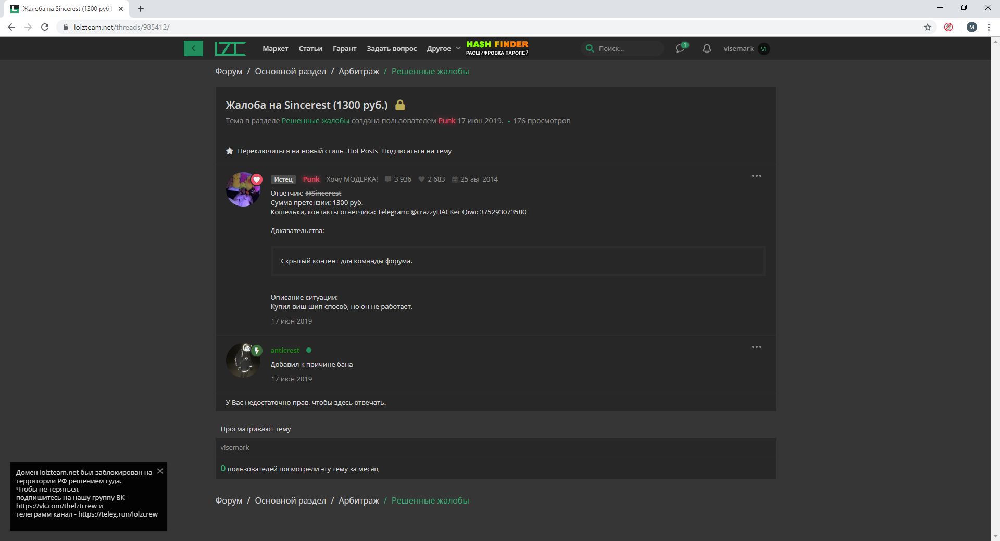 Жалоба на Sincerest (1300 руб.)
lolzteam.net/threads/985412/
M
LZT
Маркет
Статьи
Гарант
Задать вопрос
Другое
HA$H FINDER
РАСШИФРОВКА ПАРОЛЕЙ
Поиск...
1
visemark
VI
Форум / Основной раздел / Арбитраж / Решенные жалобы
Жалоба на Sincerest (1300 руб.)
Тема в разделе Решенные жалобы создана пользователем Punk 17 июн 2019. • 176 просмотров
Переключиться на новый стиль Hot Posts Подписаться на тему
Истец Punk Хочу МОДЕРКА! 3 936 2 683 25 авг 2014
Ответчик: @Sincerest
Сумма претензии: 1300 руб.
Кошельки, контакты ответчика: Telegram: @crazzyHACKer Qiwi: 375293073580
Доказательства:
Скрытый контент для команды форума.
Описание ситуации:
Купил виш шип способ, но он не работает.
17 июн 2019
anticrest
Добавил к причине бана
17 июн 2019
У Вас недостаточно прав, чтобы здесь отвечать.
Просматривают тему
visemark
0 пользователей посмотрели эту тему за месяц
Форум / Основной раздел / Арбитраж / Решенные жалобы
Домен lolzteam.net был заблокирован на
территории РФ решением суда.
Чтобы не теряться,
подпишитесь на нашу группу ВК -
https://vk.com/thelztcrew и
телеграмм канал - https://teleg.run/lolzcrew